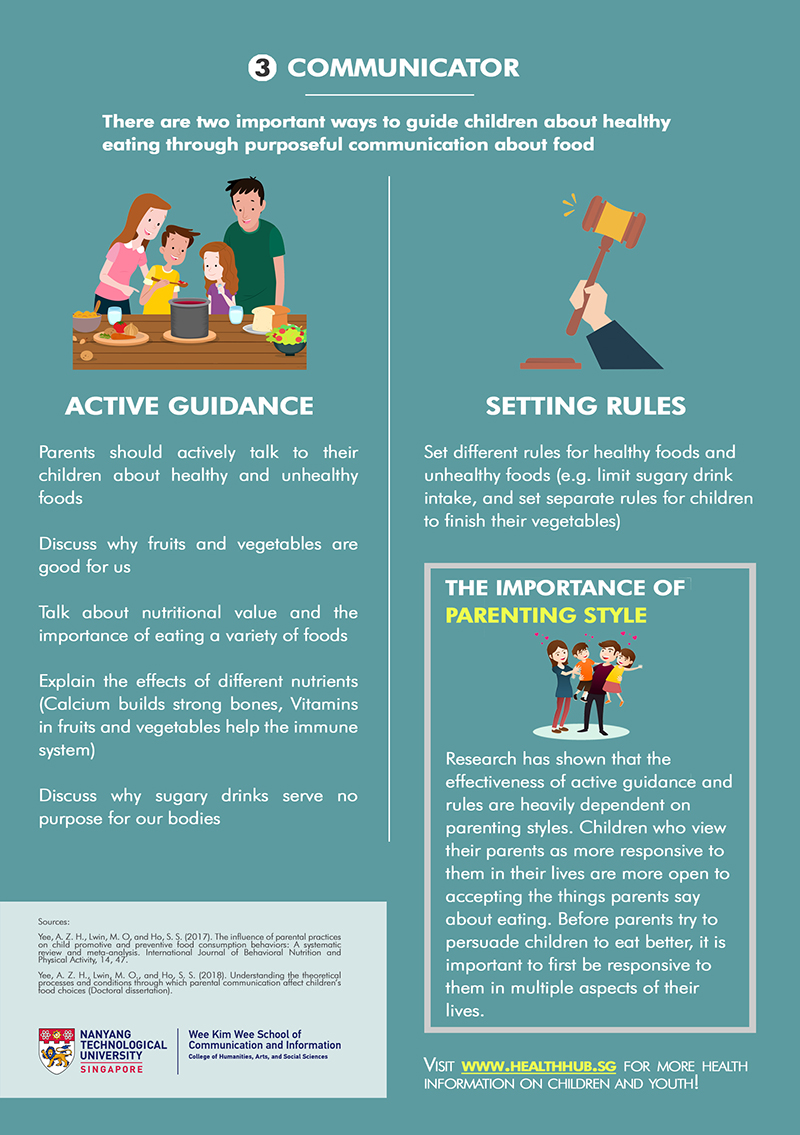 3 COMMUNICATOR
There are two important ways to guide children about healthy
eating through purposeful communication about food
ACTIVE GUIDANCE
Parents should actively talk to their
children about healthy and unhealthy
foods
Discuss why fruits and vegetables are
good for us
Talk about nutritional value and the
importance of eating a variety of foods
Explain the effects of different nutrients
(Calcium builds strong bones, Vitamins
in fruits and vegetables help the immune
system)
Discuss why sugary drinks serve no
purpose for our bodies
SETTING RULES
Set different rules for healthy foods and
unhealthy foods (e.g. limit sugary drink
intake, and set separate rules for children
to finish their vegetables)
THE IMPORTANCE OF
PARENTING STYLE
Research has shown that the
effectiveness of active guidance and
rules are heavily dependent on
parenting styles. Children who view
their parents as more responsive to
them in their lives are more open to
accepting the things parents say
about eating. Before parents try to
persuade children to eat better, it is
important to first be responsive to
them in multiple aspects of their
lives.
Sources:
Yee, A. Z. H., Lwin, M. O, and Ho, S. S. (2017). The influence of parental practices
on child promotive and preventive food consumption behaviors: A systematic
review and meta-analysis. International Journal of Behavioral Nutrition and
Physical Activity, 14, 47.
Yee, A. Z. H., Lwin, M. O., and Ho, S. S. (2018). Understanding the theoretical
processes and conditions through which parental communication affect children's
food choices (Doctoral dissertation).
NANYANG
TECHNOLOGICAL
UNIVERSITY
SINGAPORE
Wee Kim Wee School of
Communication and Information
College of Humanities, Arts, and Social Sciences
VISIT WWW.HEALTHHUB.SG FOR MORE HEALTH
INFORMATION ON CHILDREN AND YOUTH!